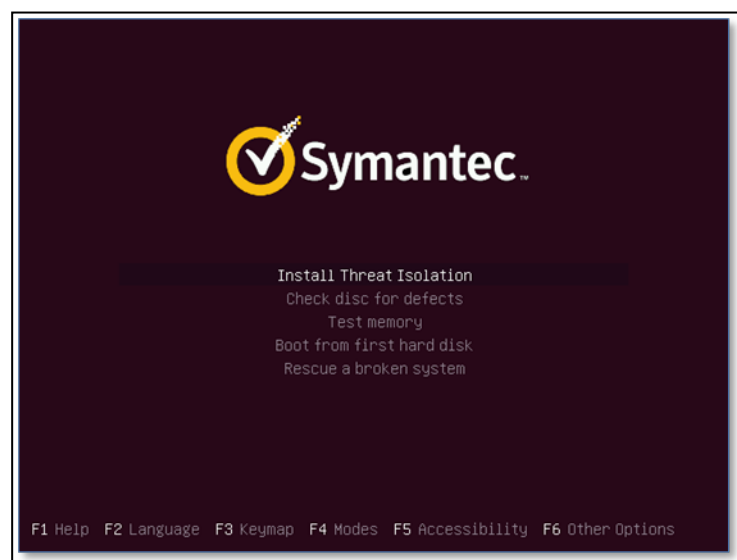 Symantec™
Install Threat Isolation
Check disc for defects
Test memory
Boot from first hard disk
Rescue a broken system
F1 Help F2 Language F3 Keymap F4 Modes F5 Accessibility F6 Other Options